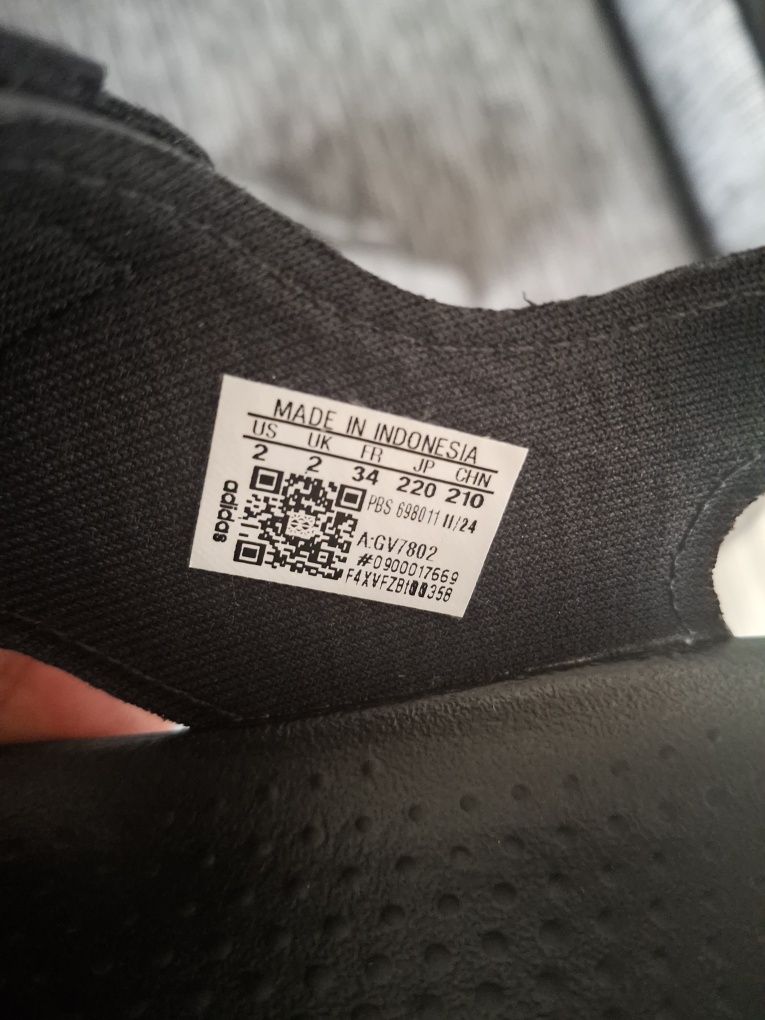 MADE IN INDONESIA
US UK FR JP CHN
2 2 34 220 210
PBS 698011 11/24
A:GV7802
#0900017669
adidas